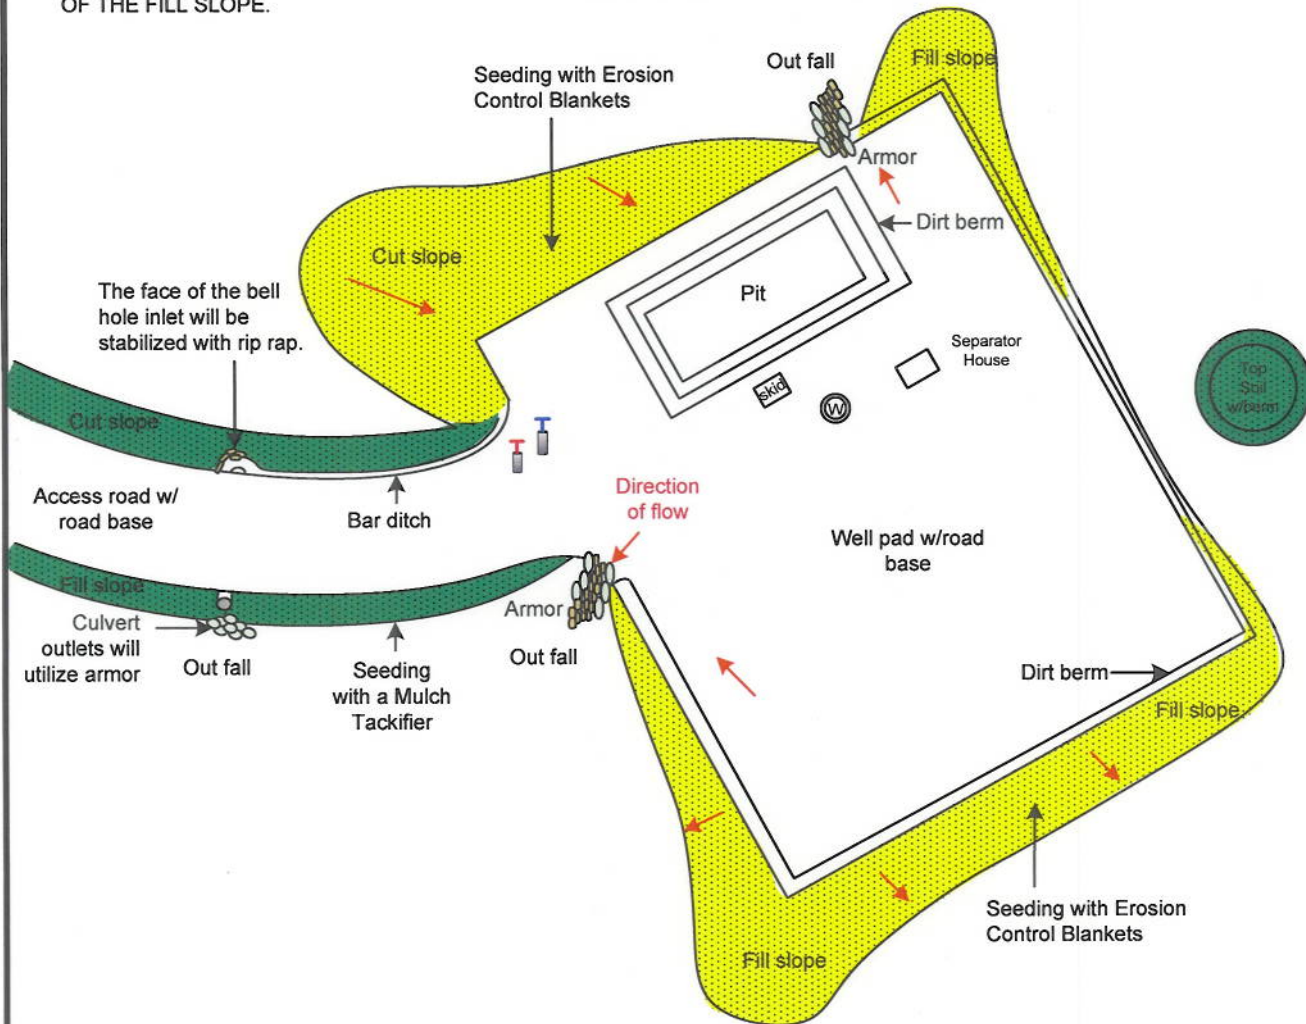 OF THE FILL SLOPE.
Out fall
Fill slope
Seeding with Erosion
Control Blankets
Armor
Dirt berm
Cut slope
The face of the bell
hole inlet will be
stabilized with rip rap.
Pit
Separator
House
skid
W
Top
Soil
w/berm
Cut slope
Access road w/
road base
Bar ditch
Direction
of flow
Well pad w/road
base
Fill slope
Culvert
outlets will
utilize armor
Out fall
Seeding
with a Mulch
Tackifier
Armor
Out fall
Dirt berm
Fill slope
Seeding with Erosion
Control Blankets
Fill slope